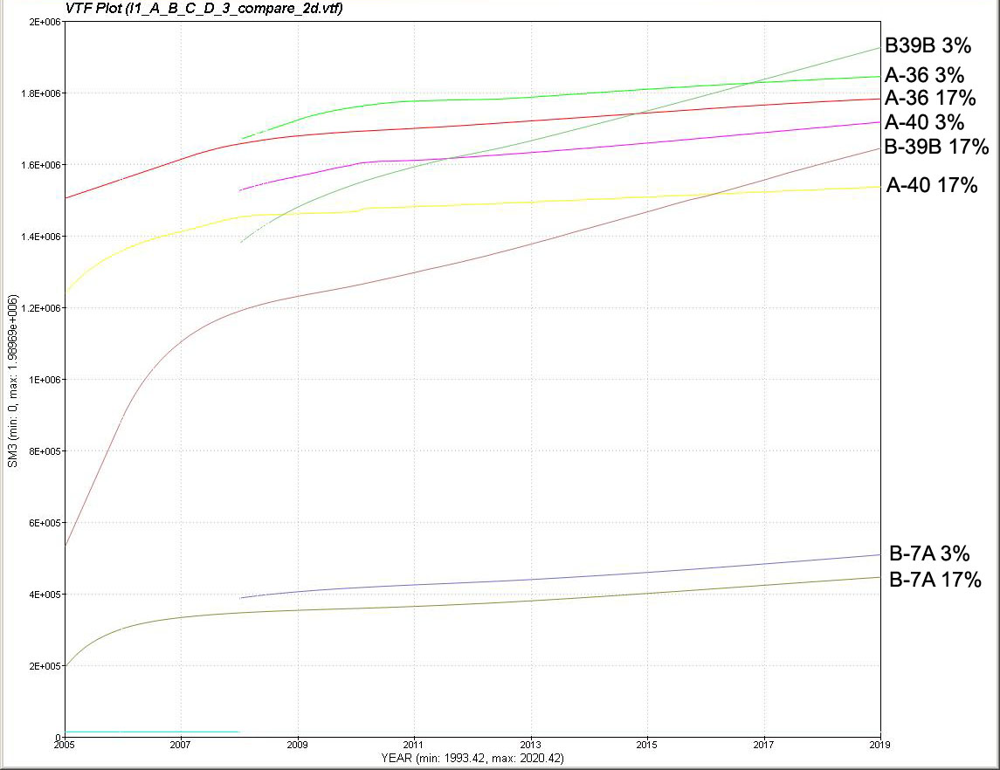 VTF Plot (I1_A_B_C_D_3_compare_2d.vtf)
2E+006
1.8E+006
1.6E+006
1.4E+006
1.2E+006
1E+006
8E+005
6E+005
4E+005
2E+005
0
SM3 (min: 0, max: 1.98969e+006)
B39B 3%
A-36 3%
A-36 17%
A-40 3%
B-39B 17%
A-40 17%
B-7A 3%
B-7A 17%
2005 2007 2009 2011 2013 2015 2017 2019
YEAR (min: 1993.42, max: 2020.42)